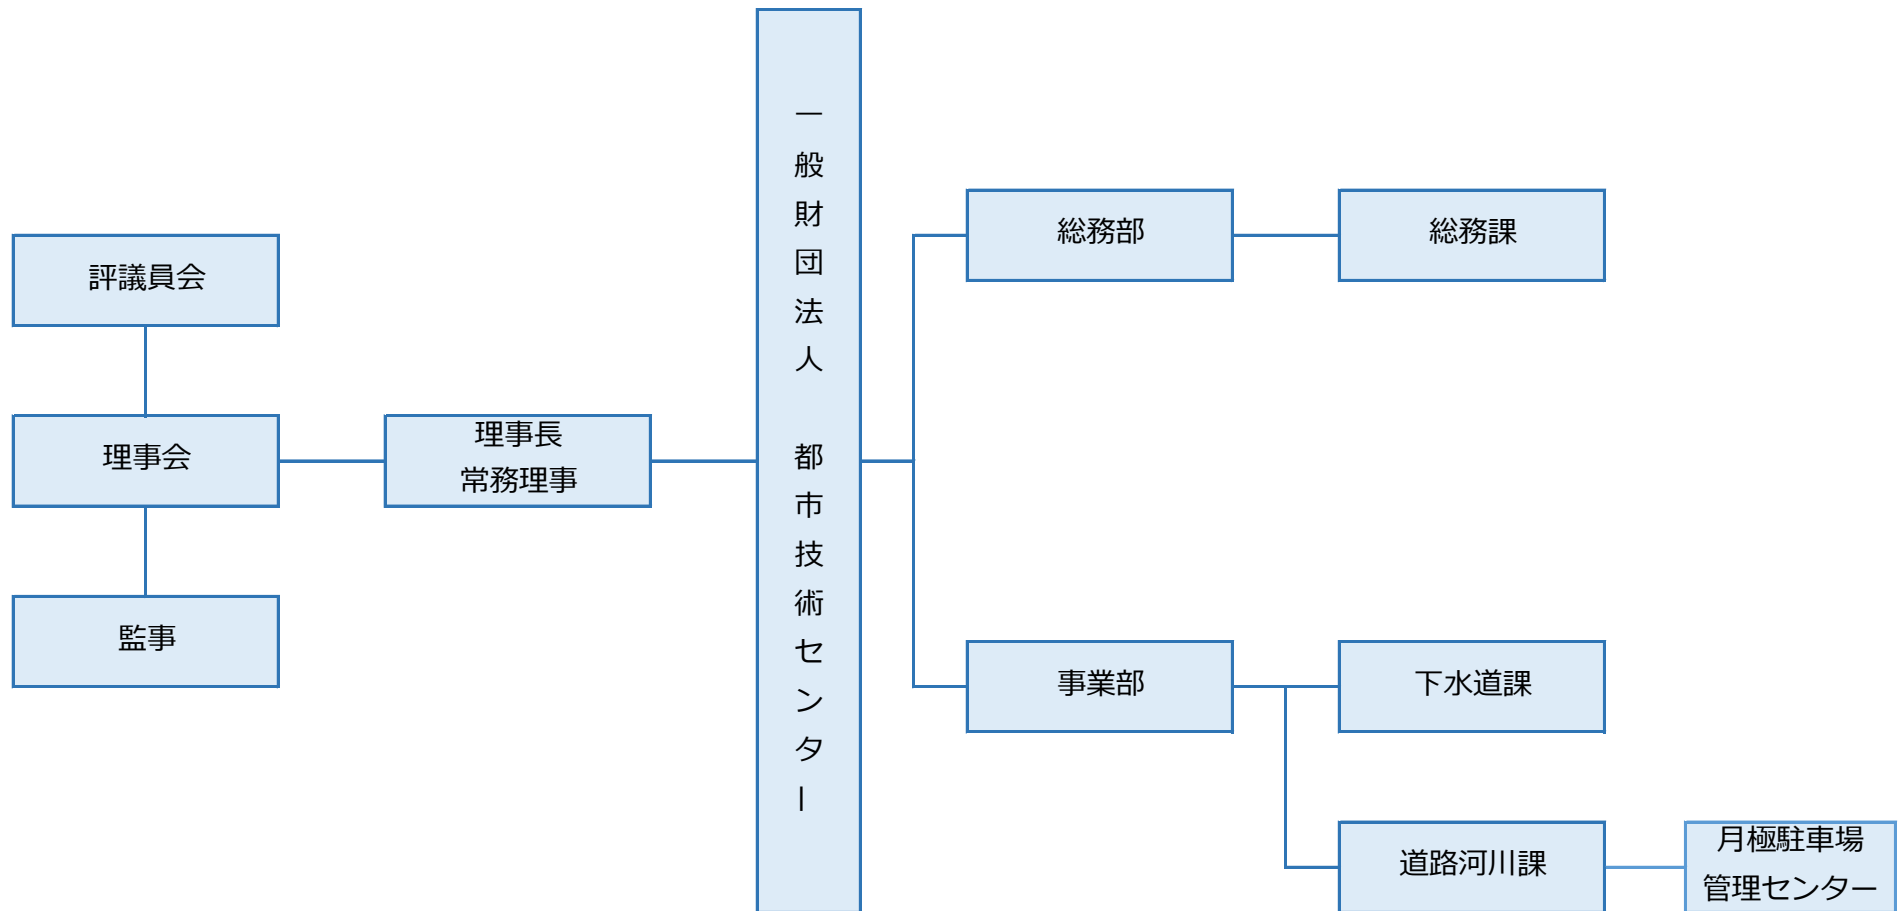 評議員会
理事会
監事
理事長
常務理事
一般財団法人　都市技術センター
総務部
総務課
事業部
下水道課
道路河川課
月極駐車場
管理センター